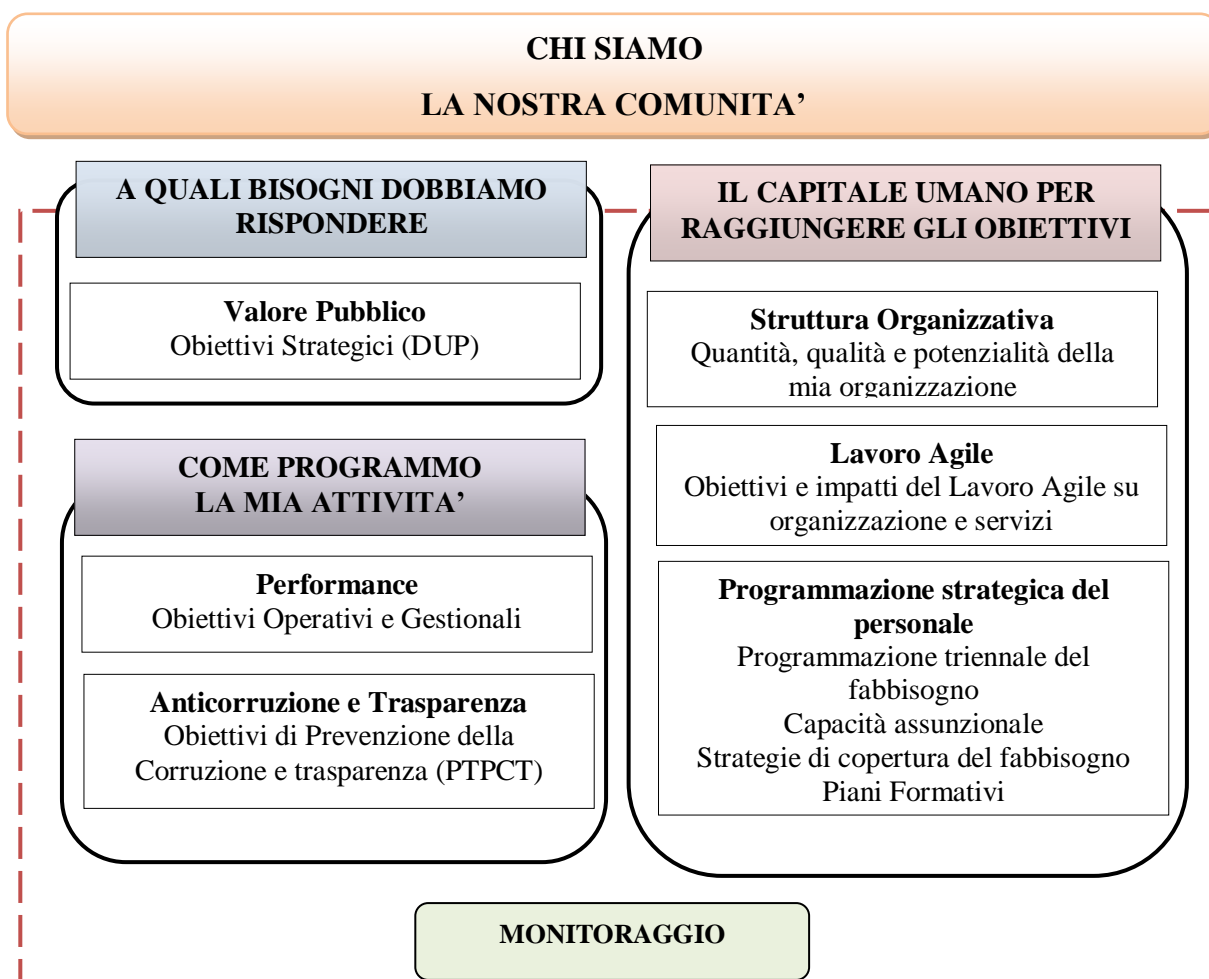 CHI SIAMO
LA NOSTRA COMUNITA’
A QUALI BISOGNI DOBBIAMO
RISPONDERE
Valore Pubblico
Obiettivi Strategici (DUP)
COME PROGRAMMO
LA MIA ATTIVITA’
Performance
Obiettivi Operativi e Gestionali
Anticorruzione e Trasparenza
Obiettivi di Prevenzione della
Corruzione e trasparenza (PTPCT)
IL CAPITALE UMANO PER
RAGGIUNGERE GLI OBIETTIVI
Struttura Organizzativa
Quantità, qualità e potenzialità della
mia organizzazione
Lavoro Agile
Obiettivi e impatti del Lavoro Agile su
organizzazione e servizi
Programmazione strategica del
personale
Programmazione triennale del
fabbisogno
Capacità assunzionale
Strategie di copertura del fabbisogno
Piani Formativi
MONITORAGGIO